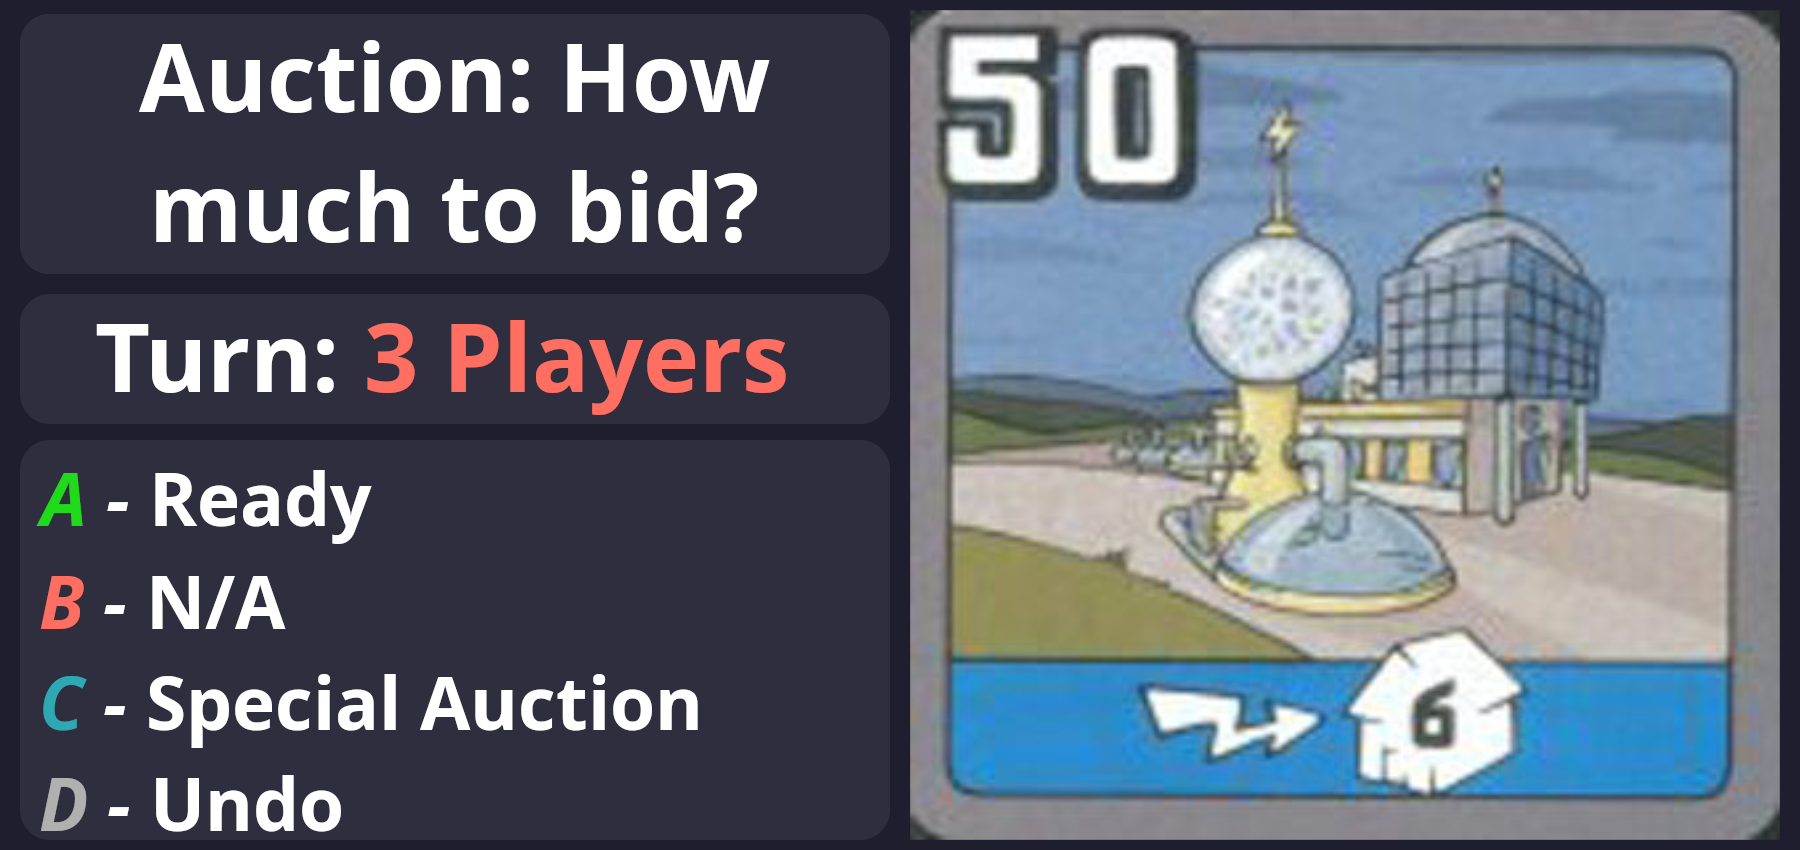 Auction: How
much to bid?
Turn: 3 Players
A - Ready
B - N/A
C - Special Auction
D - Undo
50
6